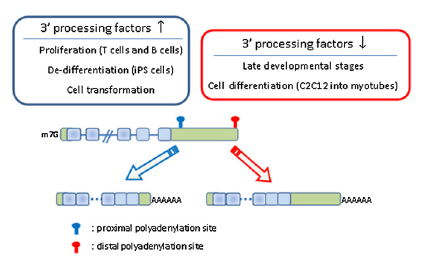 3’ processing factors ↑
Proliferation (T cells and B cells)
De-differentiation (iPS cells)
Cell transformation
3’ processing factors ↓
Late developmental stages
Cell differentiation (C2C12 into myotubes)
m7G
AAAAAA
AAAAAA
: proximal polyadenylation site
: distal polyadenylation site